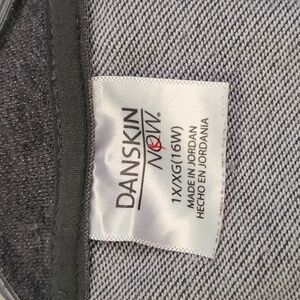 DANSKIN
NOW.
1X/XG(16W)
MADE IN JORDAN
HECHO EN JORDANIA